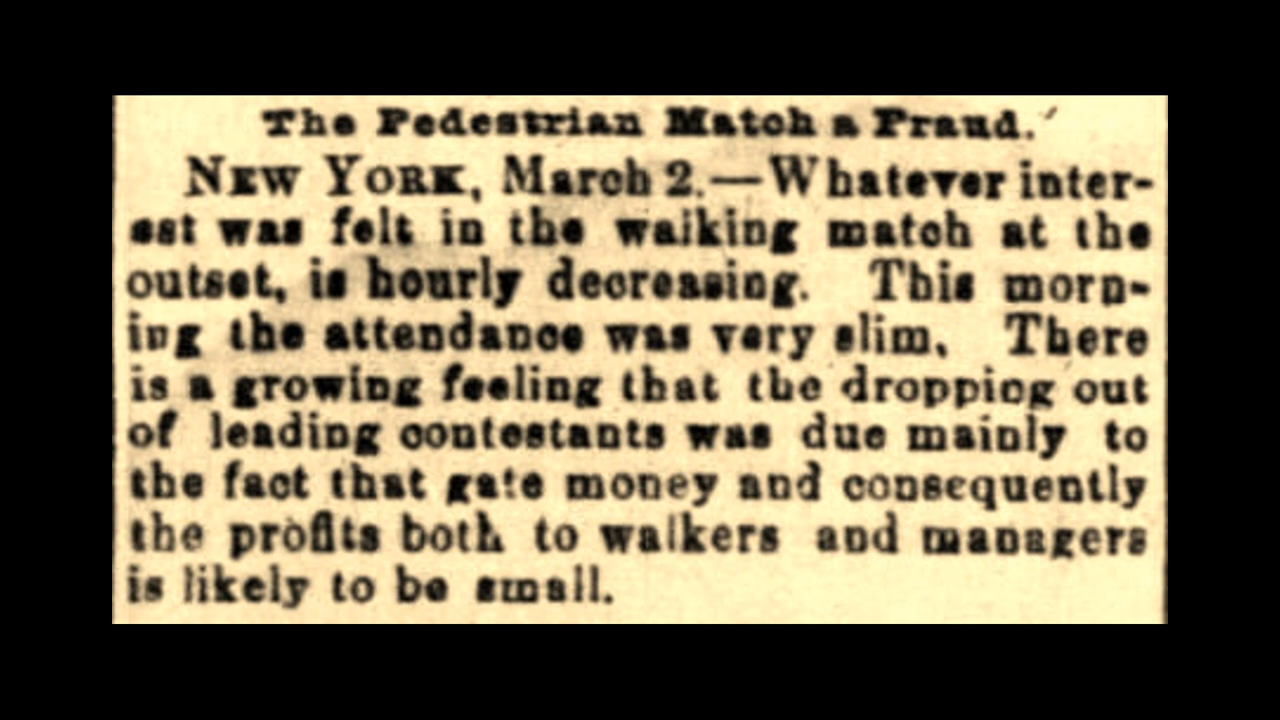 The Pedestrian Match a Fraud.
NEW YORK, March 2.—Whatever inter-
est was felt in the walking match at the
outset, is hourly decreasing. This morn-
ing the attendance was very slim. There
is a growing feeling that the dropping out
of leading contestants was due mainly to
the fact that gate money and consequently
the profits both to walkers and managers
is likely to be small.